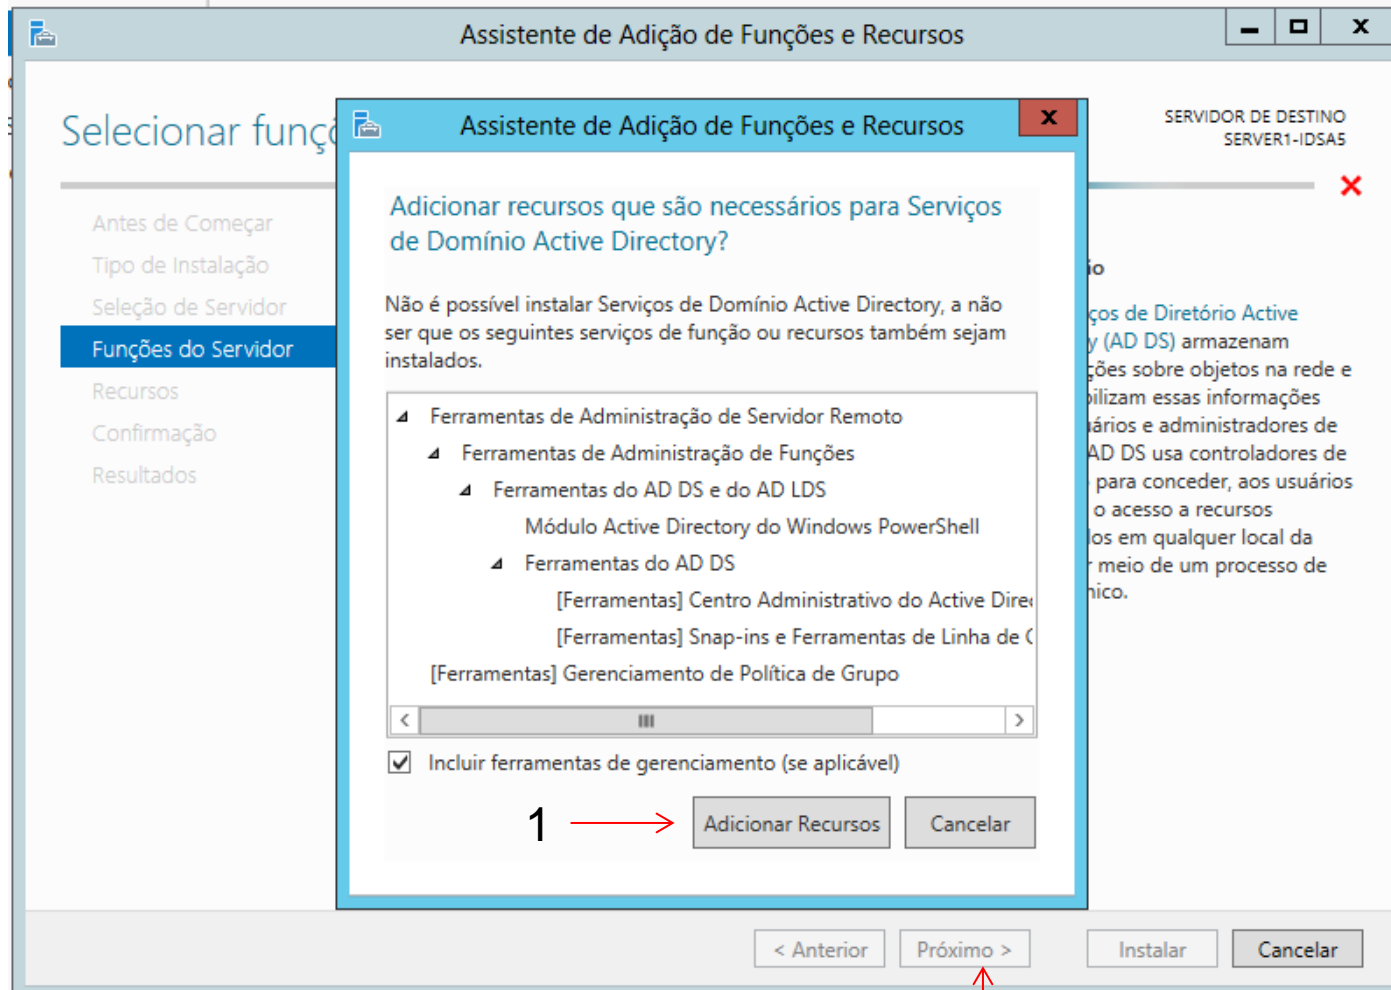 Assistente de Adição de Funções e Recursos
Selecionar funçõ
SERVIDOR DE DESTINO
SERVER1-IDSA5
Antes de Começar
Tipo de Instalação
Seleção de Servidor
Funções do Servidor
Recursos
Confirmação
Resultados
Assistente de Adição de Funções e Recursos
Adicionar recursos que são necessários para Serviços
de Domínio Active Directory?
Não é possível instalar Serviços de Domínio Active Directory, a não
ser que os seguintes serviços de função ou recursos também sejam
instalados.
Ferramentas de Administração de Servidor Remoto
Ferramentas de Administração de Funções
Ferramentas do AD DS e do AD LDS
Módulo Active Directory do Windows PowerShell
Ferramentas do AD DS
[Ferramentas] Centro Administrativo do Active Direc
[Ferramentas] Snap-ins e Ferramentas de Linha de C
[Ferramentas] Gerenciamento de Política de Grupo
Incluir ferramentas de gerenciamento (se aplicável)
1
Adicionar Recursos
Cancelar
ão
ços de Diretório Active
y (AD DS) armazenam
ções sobre objetos na rede e
bilizam essas informações
uários e administradores de
AD DS usa controladores de
para conceder, aos usuários
o acesso a recursos
dos em qualquer local da
r meio de um processo de
nico.
< Anterior
Próximo >
Instalar
Cancelar